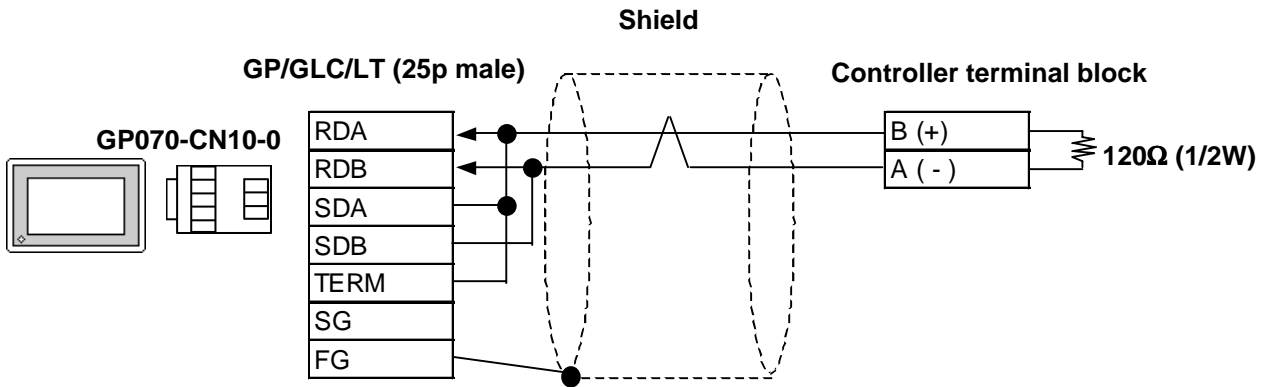 Shield
GP/GLC/LT (25p male)
Controller terminal block
GP070-CN10-0
RDA
RDB
SDA
SDB
TERM
SG
FG
B (+)
A ( - )
120Ω (1/2W)